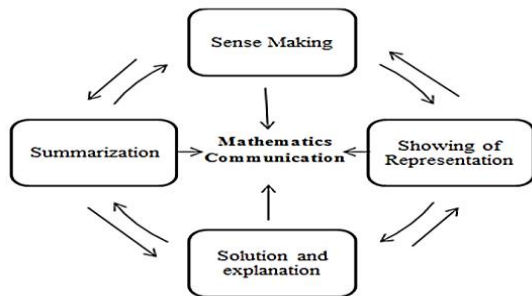 Sense Making
Summarization
Mathematics
Communication
Showing of
Representation
Solution and
explanation